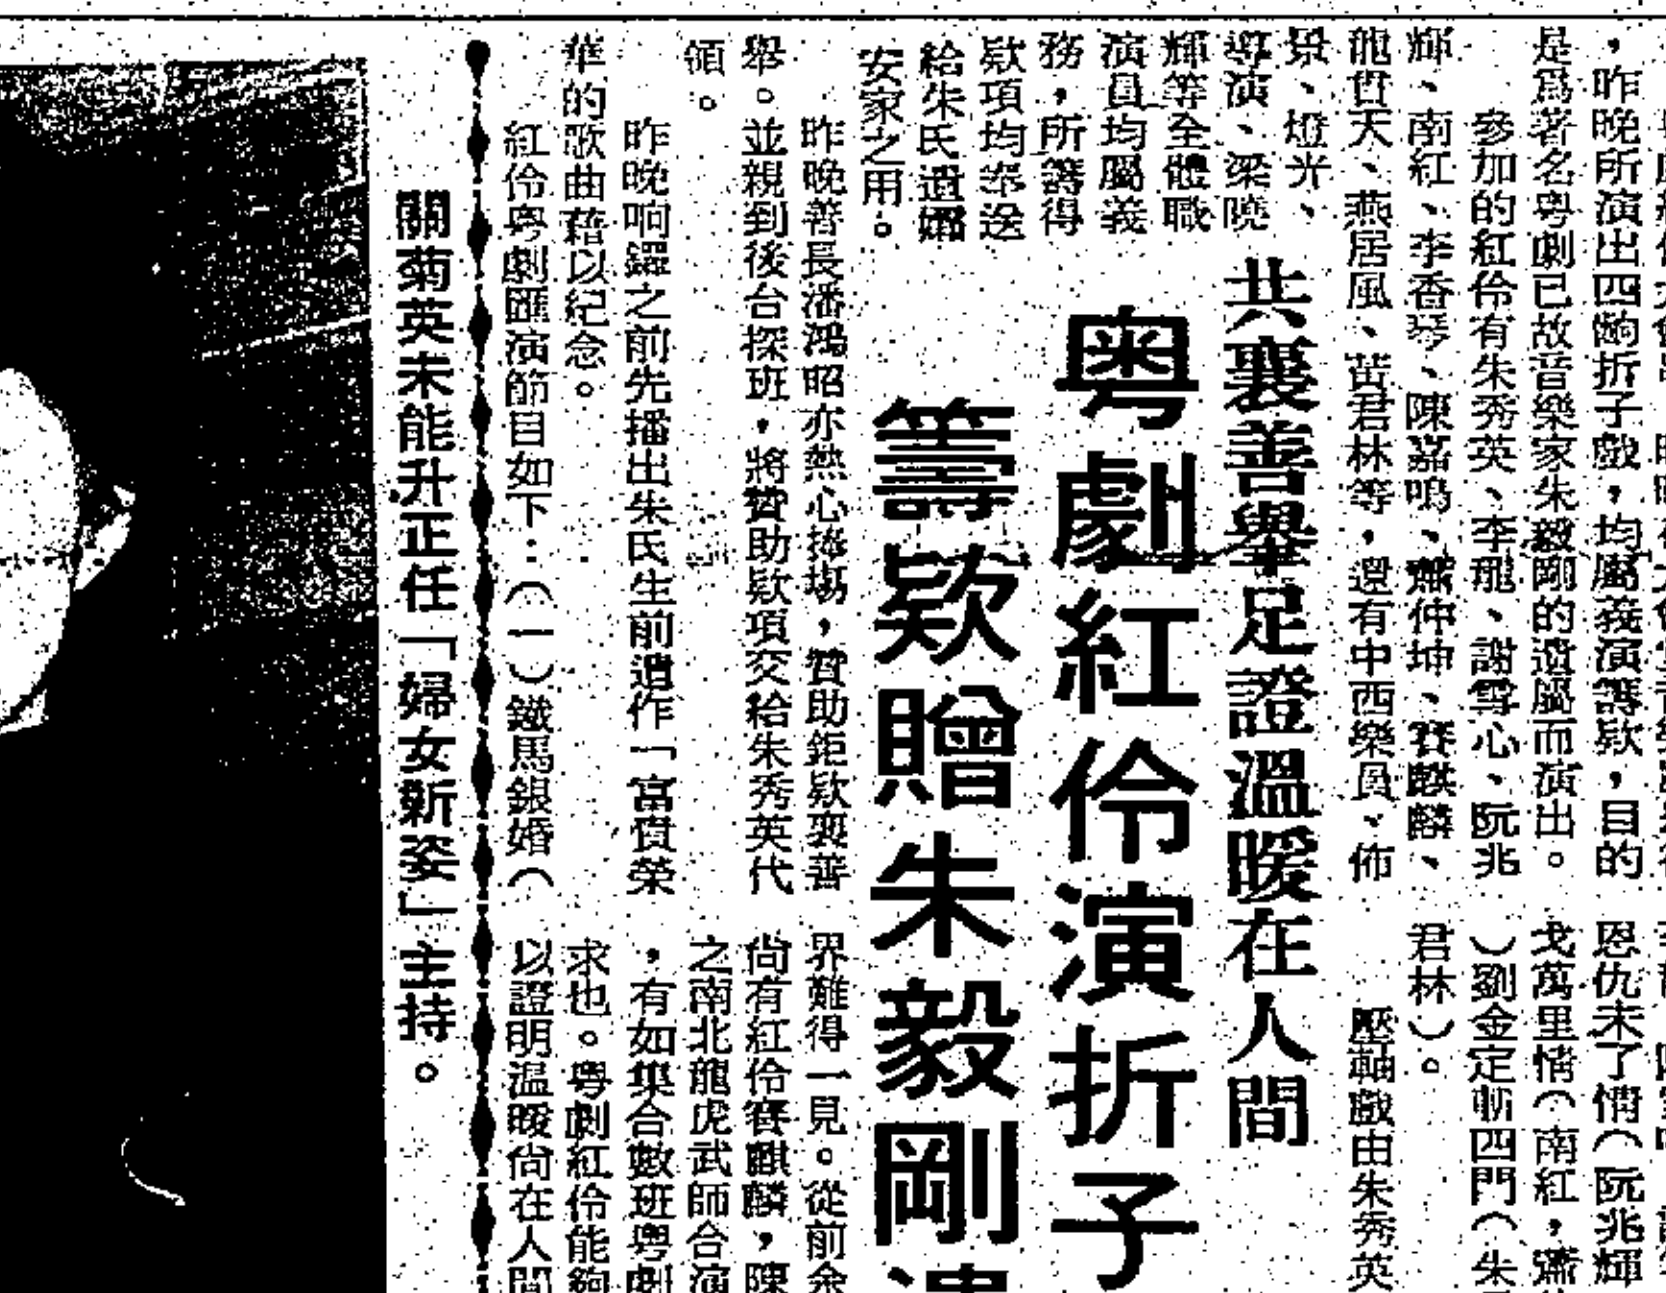 ，昨晚所演出四齣折子戲，均屬義演籌欵，目的
是爲著名粵劇已故音樂家朱毅剛的遺屬而演出。
參加的紅伶有朱秀英、李龍、謝雪心、阮兆
輝、南紅、李香琴、陳嘉鳴、蕭仲坤、賽麒麟、
龍貫天、燕居風、苦君林等，還有中西樂員、佈
景、燈光、
導演、梁曉
輝等全體職
演員均屬義
務，所籌得
欵項均奉送
給朱氏遺孀
安家之用。
共襄善舉足證溫暖在人間
粵劇紅伶演折子
籌欵贈朱毅剛遺
昨晚善長潘鴻昭亦熱心捧塲，贊助鉅欵襄善
舉。並親到後台探班，將贊助欵項交給朱秀英代
領。
昨晚响鑼之前先播出朱氏生前遺作「富貴榮
華的歌曲藉以紀念。
紅伶粵劇匯演節目如下：（一）鐵馬銀婚（
恩仇未了情（阮兆輝
戈萬里情（南紅，蕭
）劉金定斬四門（朱
君林）。
壓軸戲由朱秀英
界難得一見。從前余
尚有紅伶賽麒麟，陳
之南北龍虎武師合演
，有如集合數班粵劇
求也。粵劇紅伶能夠
以證明温暖尚在人間
關菊英未能升正任「婦女新姿」主持。